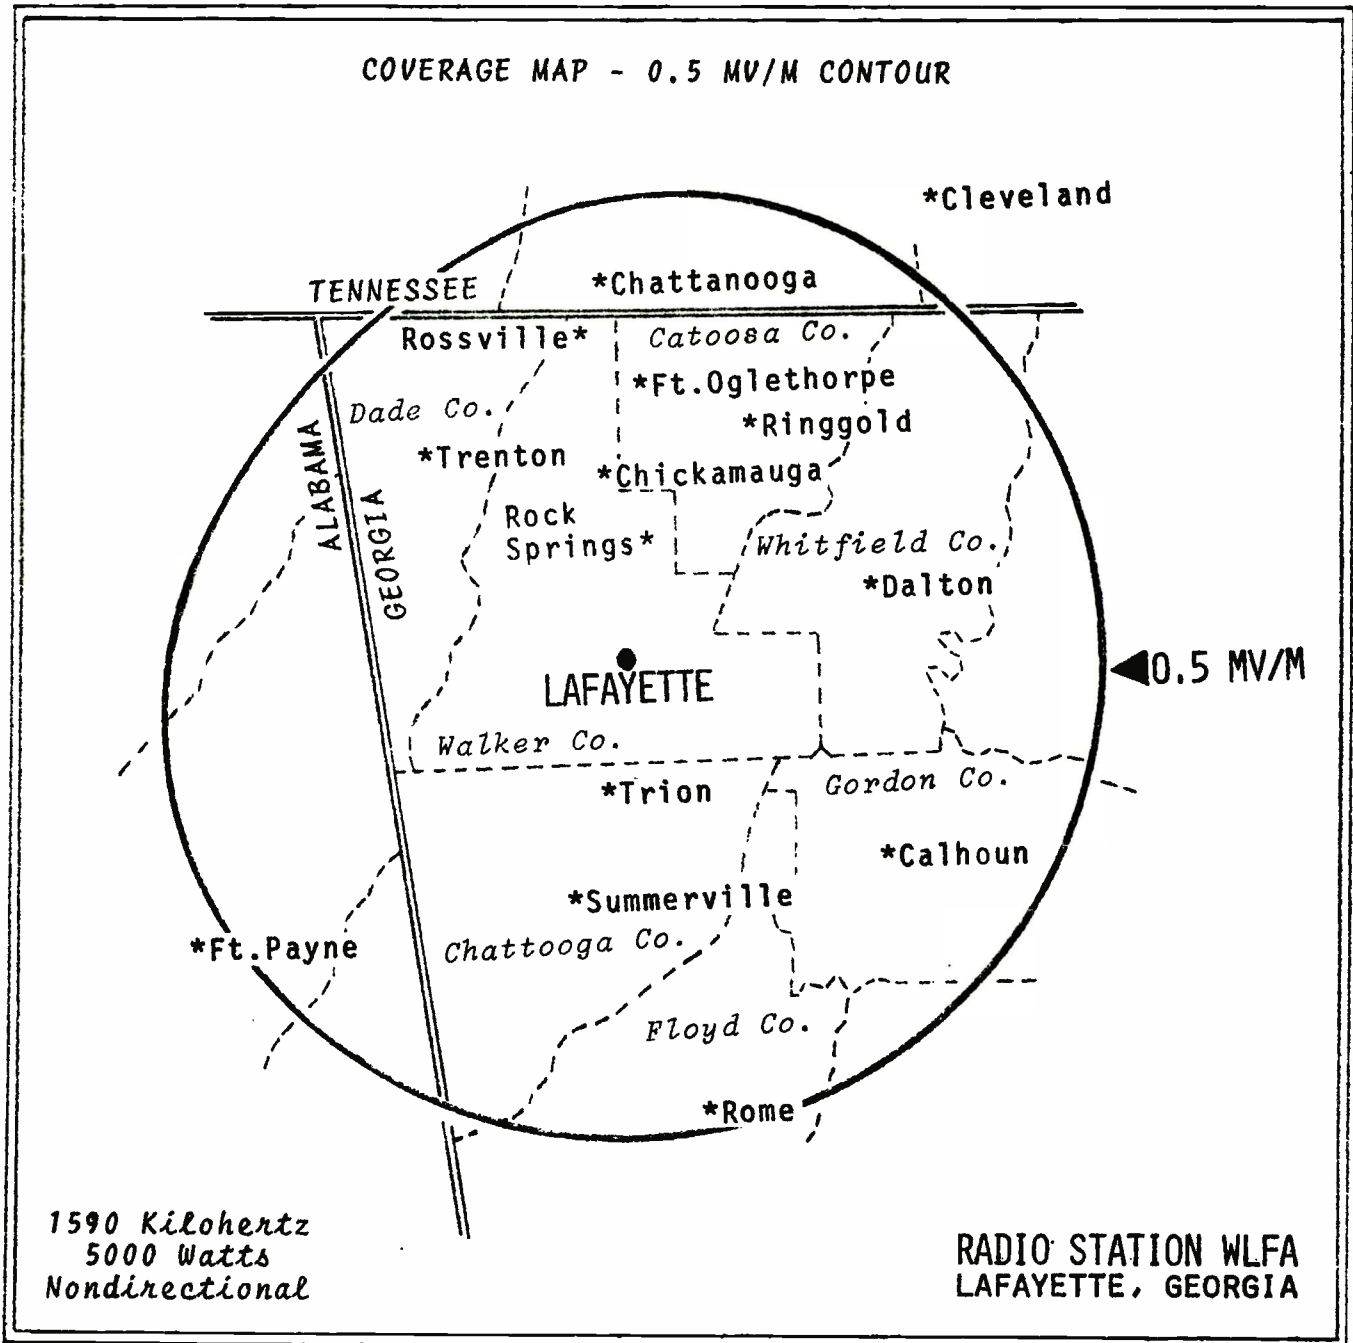 COVERAGE MAP - 0.5 MV/M CONTOUR
*Cleveland
TENNESSEE
*Chattanooga
Rossville*
Catoosa Co.
*Ft.Oglethorpe
Dade Co.
*Ringgold
*Trenton
*Chickamauga
ALABAMA
GEORGIA
Rock
Springs*
Whitfield Co.
*Dalton
LAFAYETTE
0.5 MV/M
Walker Co.
*Trion
Gordon Co.
*Calhoun
*Summerville
*Ft.Payne
Chattooga Co.
Floyd Co.
*Rome
1590 Kilohertz
5000 Watts
Nondirectional
RADIO STATION WLFA
LAFAYETTE, GEORGIA